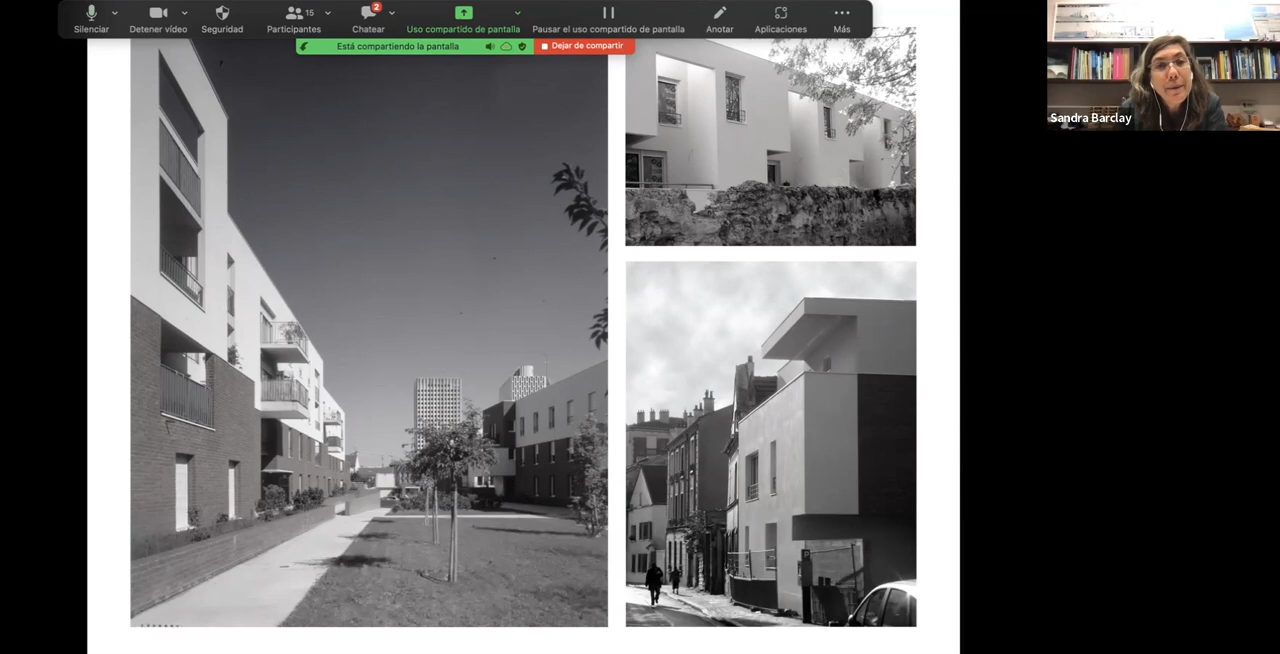 15
2
Silenciar Detener vídeo Seguridad Participantes Chatear Uso compartido de pantalla Pausar el uso compartido de pantalla Anotar Aplicaciones Más
Está compartiendo la pantalla Dejar de compartir
Sandra Barclay
P